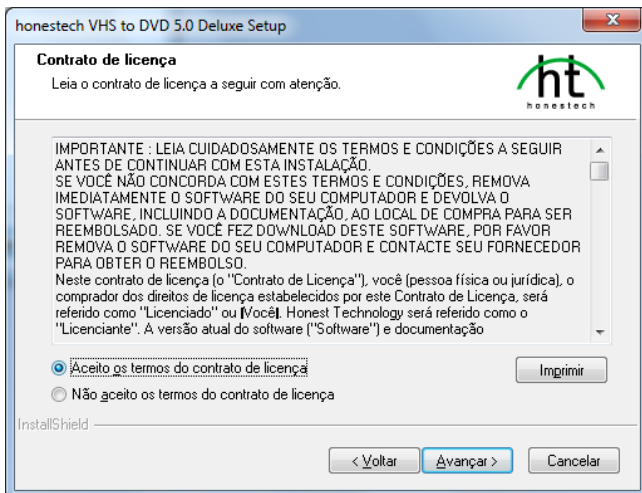 honestech VHS to DVD 5.0 Deluxe Setup
Contrato de licença
Leia o contrato de licença a seguir com atenção.
ht
honestech
IMPORTANTE : LEIA CUIDADOSAMENTE OS TERMOS E CONDIÇÕES A SEGUIR
ANTES DE CONTINUAR COM ESTA INSTALAÇÃO.
SE VOCÊ NÃO CONCORDA COM ESTES TERMOS E CONDIÇÕES, REMOVA
IMEDIATAMENTE O SOFTWARE DO SEU COMPUTADOR E DEVOLVA O
SOFTWARE, INCLUINDO A DOCUMENTAÇÃO, AO LOCAL DE COMPRA PARA SER
REEMBOLSADO. SE VOCÊ FEZ DOWNLOAD DESTE SOFTWARE, POR FAVOR
REMOVA O SOFTWARE DO SEU COMPUTADOR E CONTACTE SEU FORNECEDOR
PARA OBTER O REEMBOLSO.
Neste contrato de licença (o "Contrato de Licença"), você (pessoa física ou jurídica), o
comprador dos direitos de licença estabelecidos por este Contrato de Licença, será
referido como "Licenciado" ou |Você|. Honest Technology será referido como o
"Licenciante". A versão atual do software ("Software") e documentação
Aceito os termos do contrato de licença
Imprimir
Não aceito os termos do contrato de licença
InstallShield
< Voltar
Avançar >
Cancelar